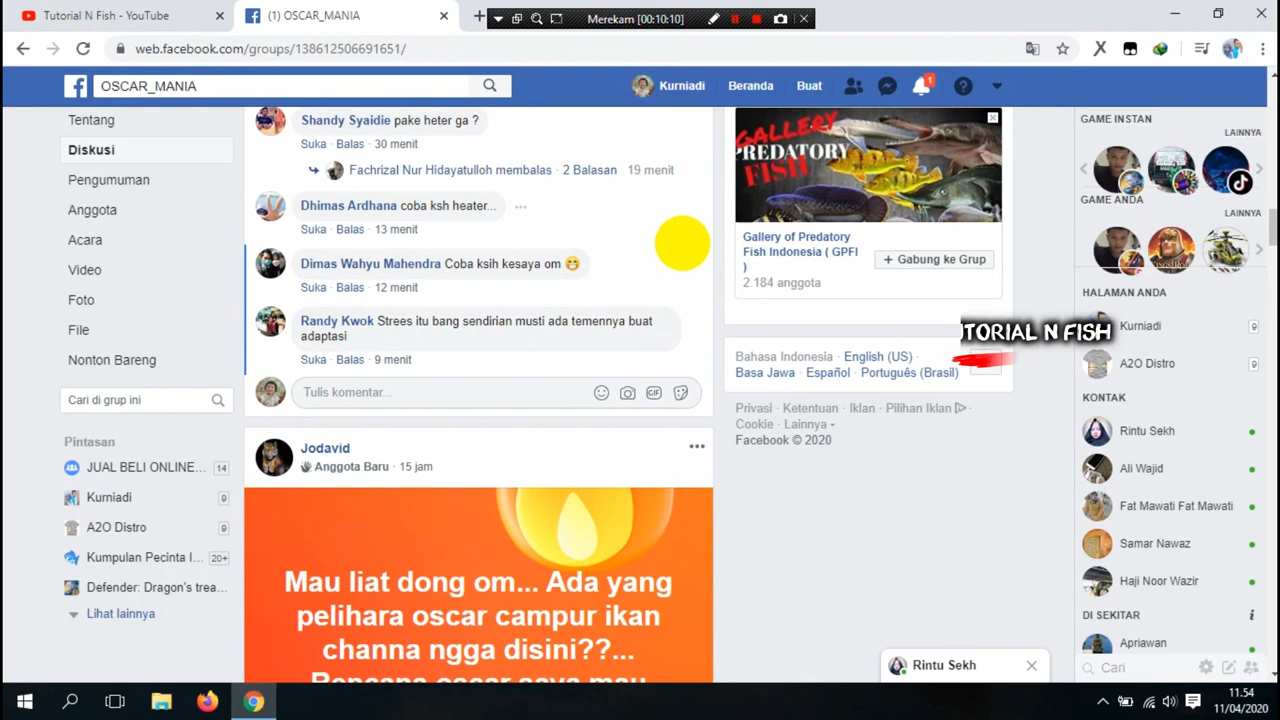 Tutorial N Fish - YouTube
(1) OSCAR_MANIA
Merekam [00:10:10]
web.facebook.com/groups/138612506691651/
OSCAR_MANIA
Kurniadi
Beranda
Buat
1
Tentang
Diskusi
Pengumuman
Anggota
Acara
Video
Foto
File
Nonton Bareng
Cari di grup ini
Pintasan
JUAL BELI ONLINE... 14
Kurniadi 9
A2O Distro 9
Kumpulan Pecinta I... 20+
Defender: Dragon's trea...
Lihat lainnya
Shandy Syaidie pake heter ga ?
Suka · Balas · 30 menit
Fachrizal Nur Hidayatulloh membalas · 2 Balasan 19 menit
Dhimas Ardhana coba ksh heater...
Suka · Balas · 13 menit
Dimas Wahyu Mahendra Coba ksih kesaya om 😁
Suka · Balas · 12 menit
Randy Kwok Strees itu bang sendirian musti ada temennya buat
adaptasi
Suka · Balas · 9 menit
Tulis komentar...
GIF
Jodavid
Anggota Baru · 15 jam
Mau liat dong om... Ada yang
pelihara oscar campur ikan
channa ngga disini??...
Rencana oscar saya mau
GALLERY
PREDATORY
FISH
Gallery of Predatory
Fish Indonesia ( GPFI
)
2.184 anggota
+ Gabung ke Grup
Bahasa Indonesia · English (US) ·
Basa Jawa · Español · Português (Brasil)
Privasi · Ketentuan · Iklan · Pilihan Iklan
Cookie · Lainnya
Facebook © 2020
GAME INSTAN
LAINNYA
GAME ANDA
LAINNYA
HALAMAN ANDA
Kurniadi 9
UTORIAL N FISH
A2O Distro 9
KONTAK
Rintu Sekh
Ali Wajid
Fat Mawati Fat Mawati
Samar Nawaz
Haji Noor Wazir
DI SEKITAR
Apriawan
Cari
Rintu Sekh
11.54
11/04/2020